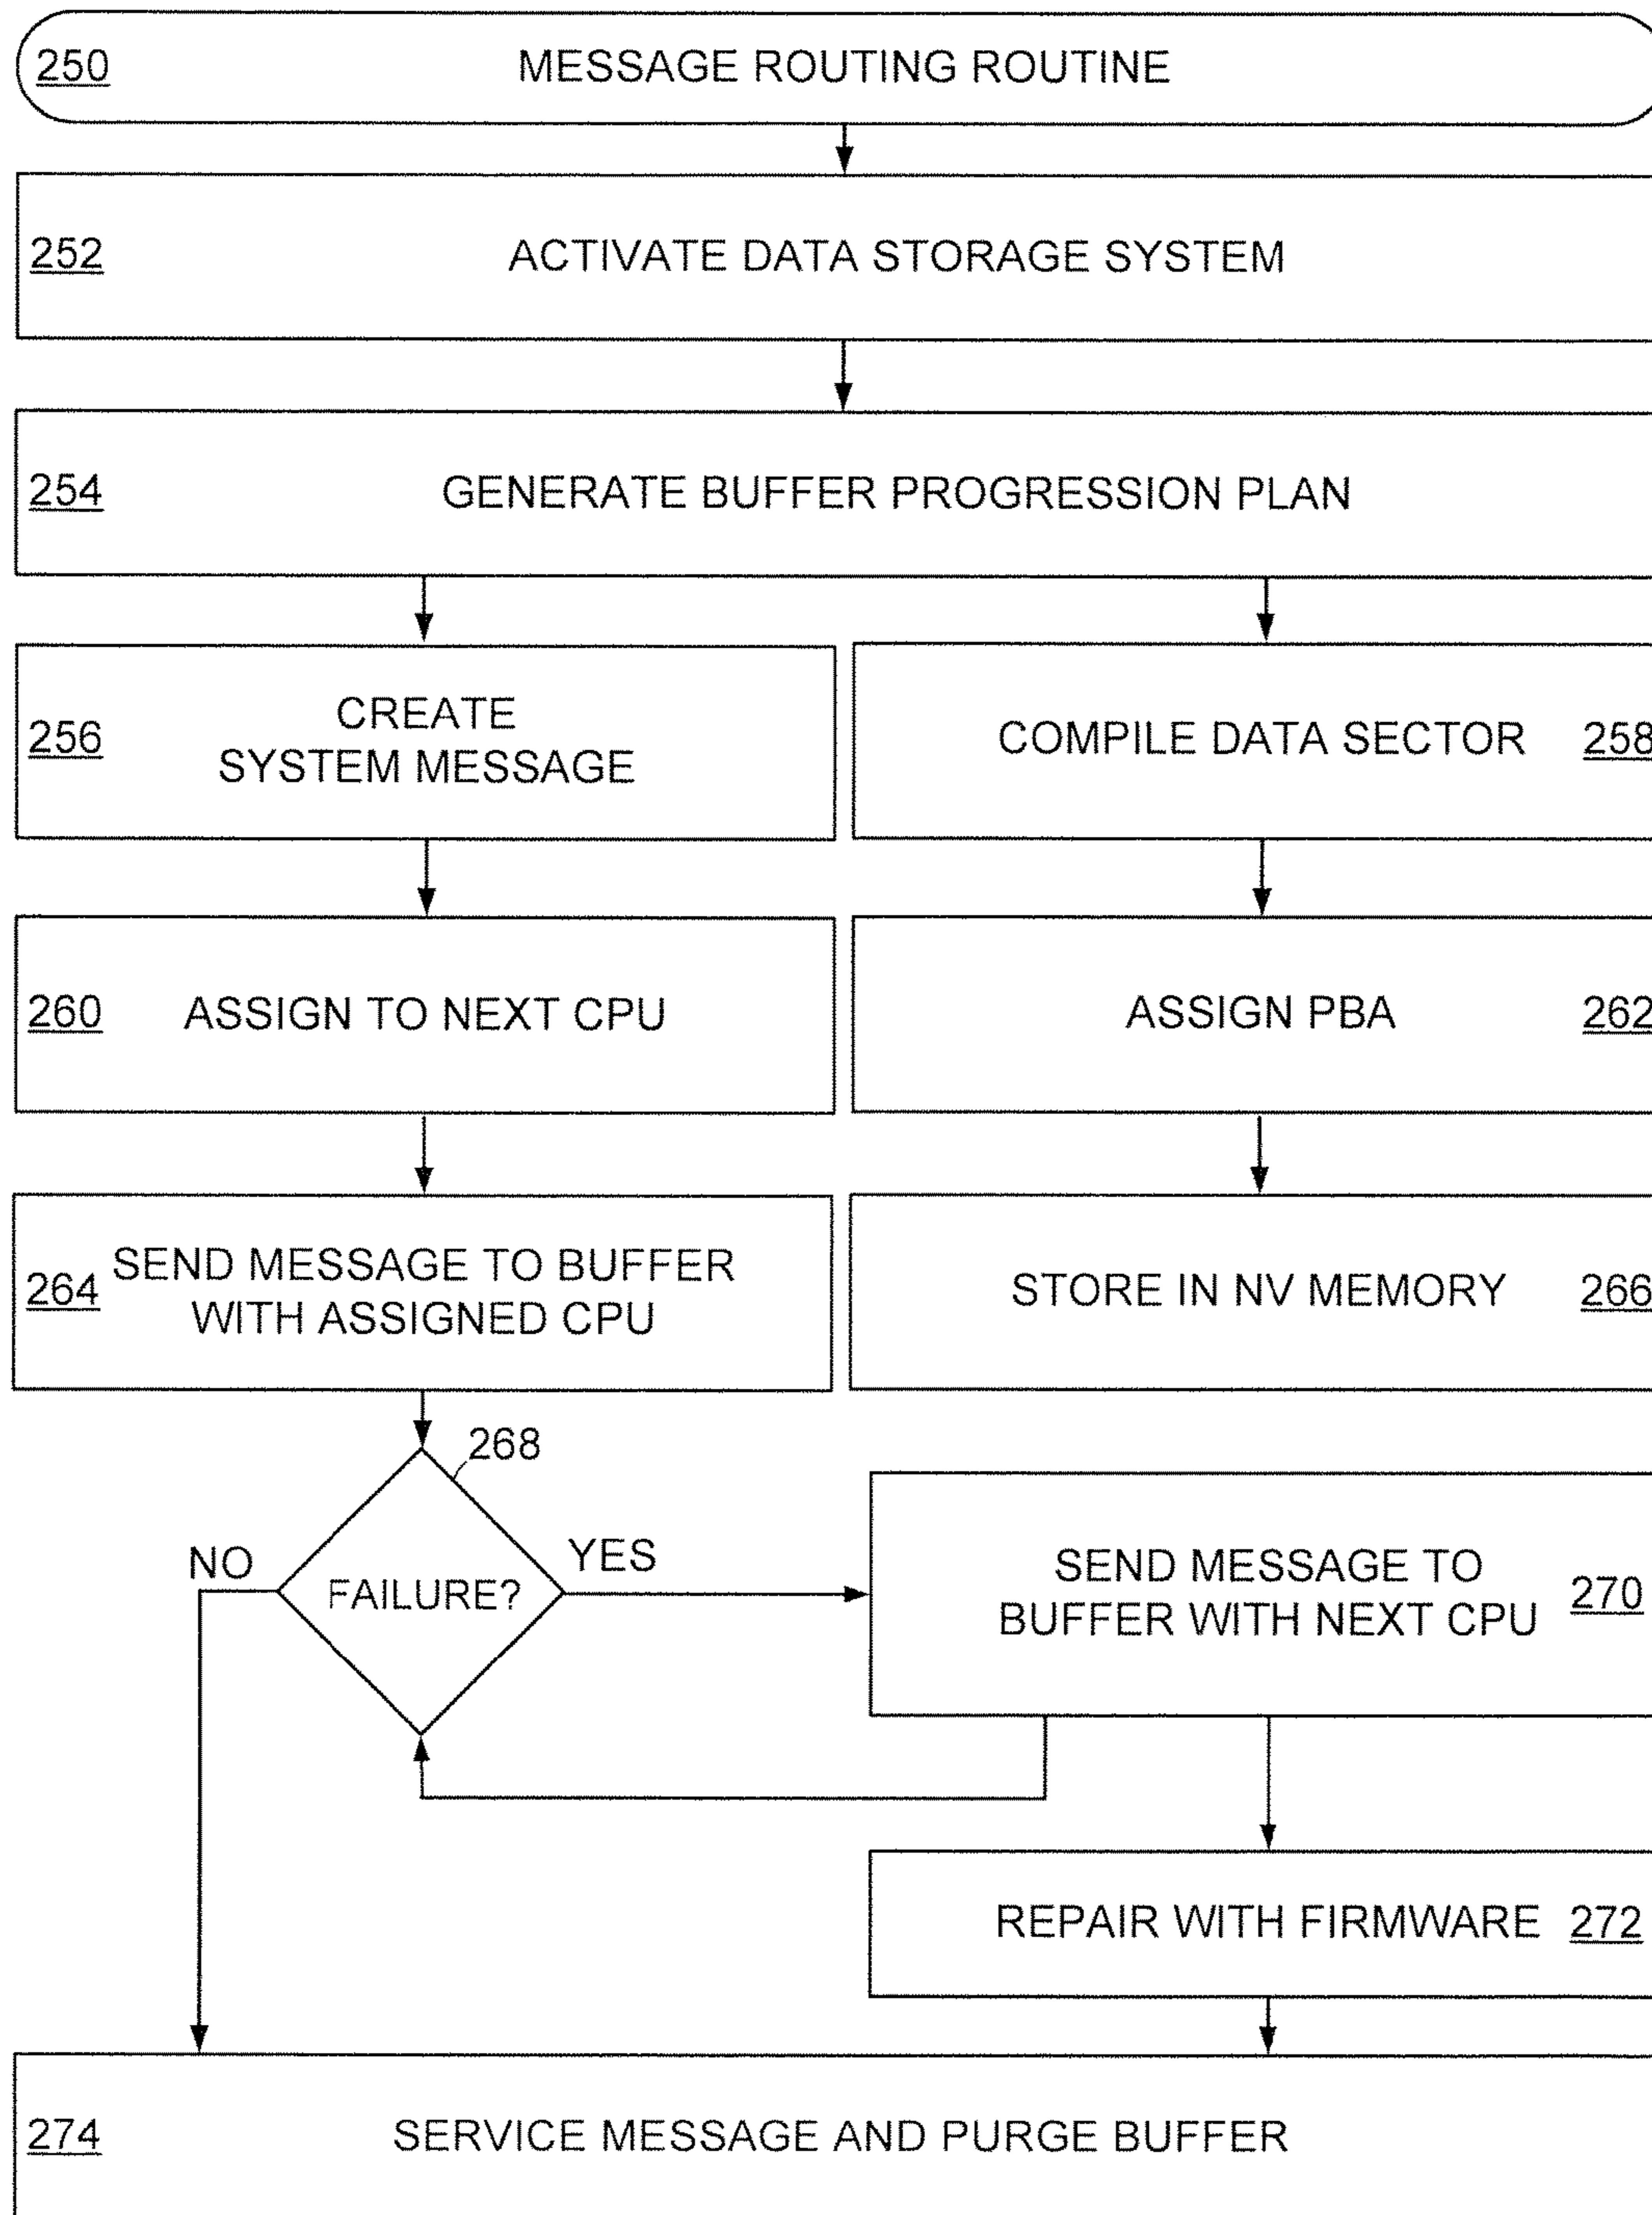 250 MESSAGE ROUTING ROUTINE
252 ACTIVATE DATA STORAGE SYSTEM
254 GENERATE BUFFER PROGRESSION PLAN
256 CREATE
SYSTEM MESSAGE
COMPILE DATA SECTOR 258
260 ASSIGN TO NEXT CPU
ASSIGN PBA 262
264 SEND MESSAGE TO BUFFER
WITH ASSIGNED CPU
STORE IN NV MEMORY 266
268
NO
FAILURE?
YES
SEND MESSAGE TO
BUFFER WITH NEXT CPU 270
REPAIR WITH FIRMWARE 272
274 SERVICE MESSAGE AND PURGE BUFFER